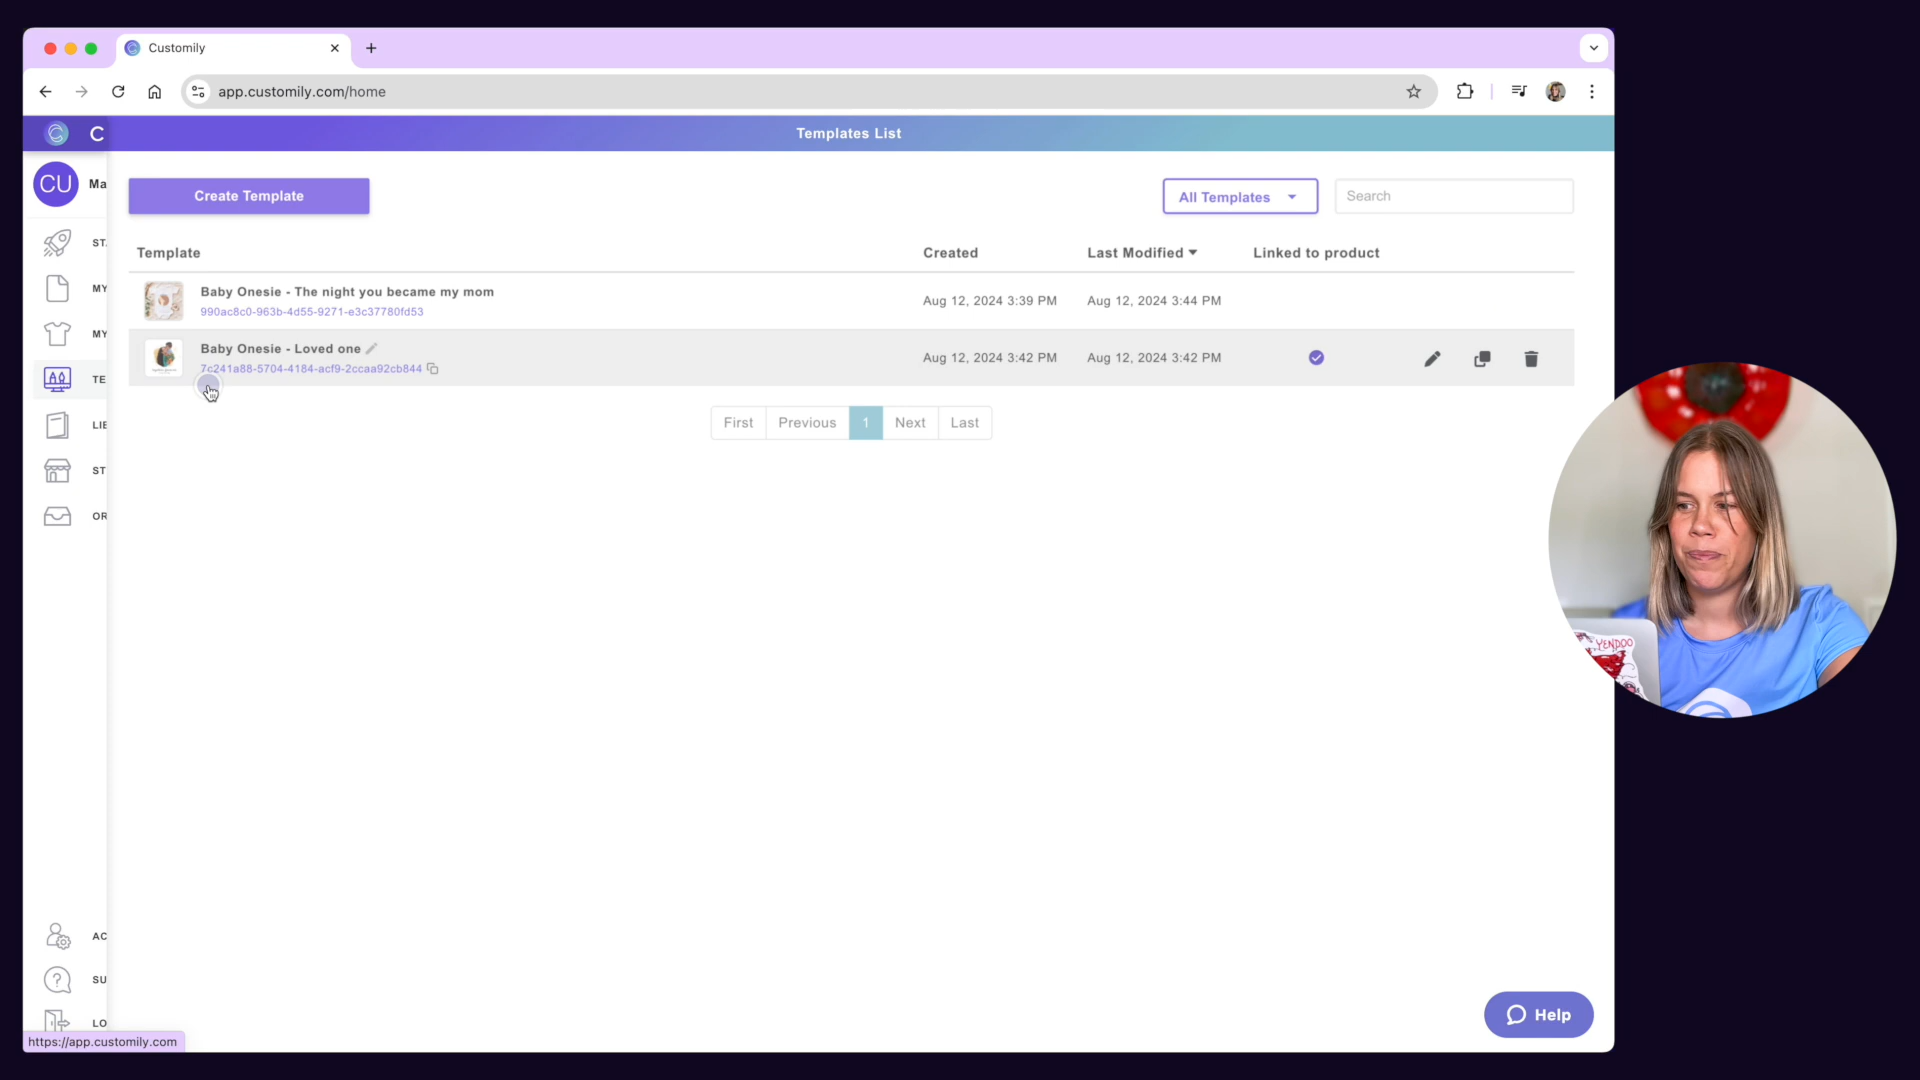 Customily
app.customily.com/home
C
Templates List
CU
Ma
Create Template
All Templates
Search
ST
MY
MY
TE
LIE
ST
OR
Template
Created
Last Modified
Linked to product
Baby Onesie - The night you became my mom
990ac8c0-963b-4d55-9271-e3c37780fd53
Aug 12, 2024 3:39 PM
Aug 12, 2024 3:44 PM
Baby Onesie - Loved one
7c241a88-5704-4184-acf9-2ccaa92cb844
Aug 12, 2024 3:42 PM
Aug 12, 2024 3:42 PM
First
Previous
1
Next
Last
YENDOO
AC
SU
LO
Help
https://app.customily.com